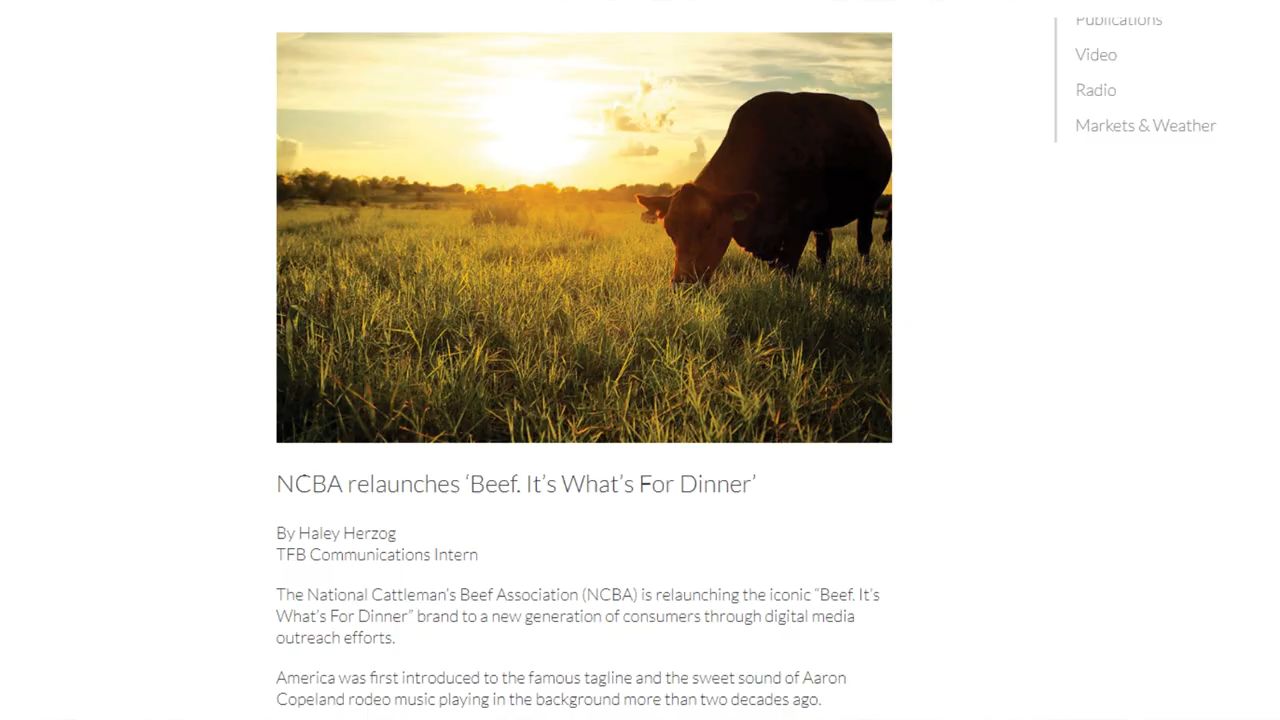 Publications
Video
Radio
Markets & Weather
NCBA relaunches ‘Beef. It’s What’s For Dinner’
By Haley Herzog
TFB Communications Intern
The National Cattleman’s Beef Association (NCBA) is relaunching the iconic “Beef. It’s
What’s For Dinner” brand to a new generation of consumers through digital media
outreach efforts.
America was first introduced to the famous tagline and the sweet sound of Aaron
Copeland rodeo music playing in the background more than two decades ago.